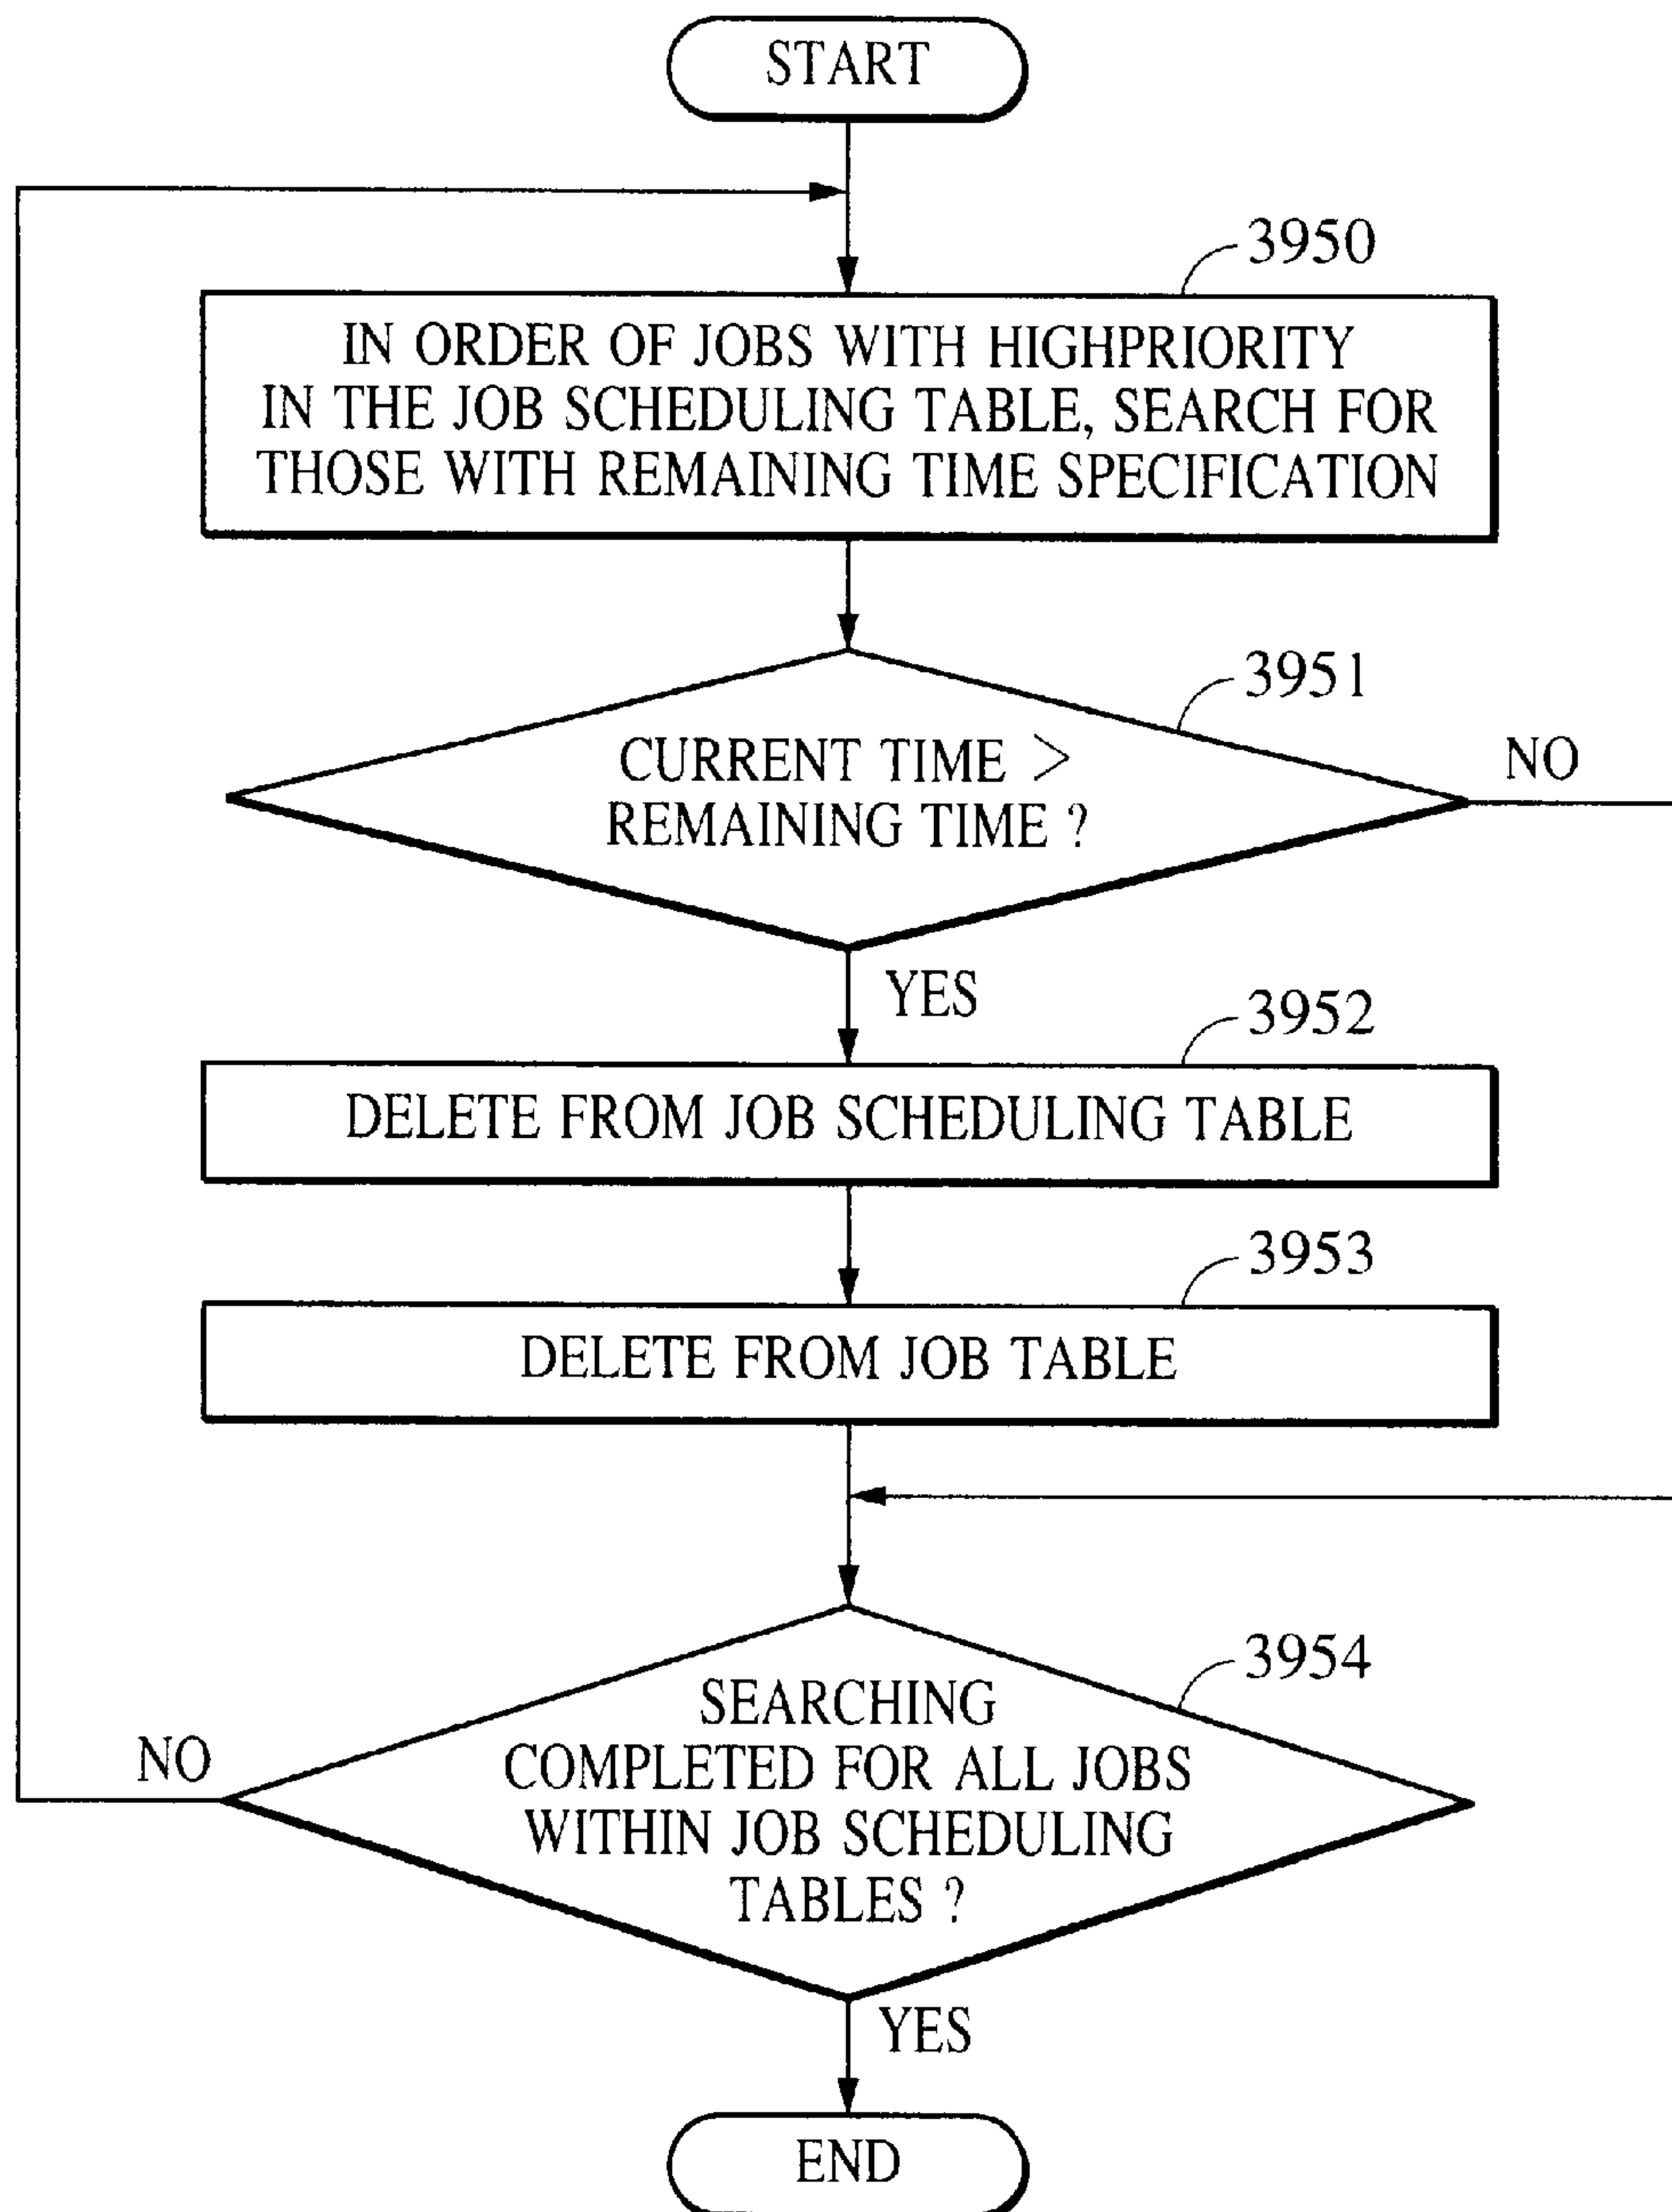 START
3950
IN ORDER OF JOBS WITH HIGHPRIORITY
IN THE JOB SCHEDULING TABLE, SEARCH FOR
THOSE WITH REMAINING TIME SPECIFICATION
3951
CURRENT TIME >
REMAINING TIME ?
NO
YES
3952
DELETE FROM JOB SCHEDULING TABLE
3953
DELETE FROM JOB TABLE
3954
SEARCHING
COMPLETED FOR ALL JOBS
WITHIN JOB SCHEDULING
TABLES ?
NO
YES
END